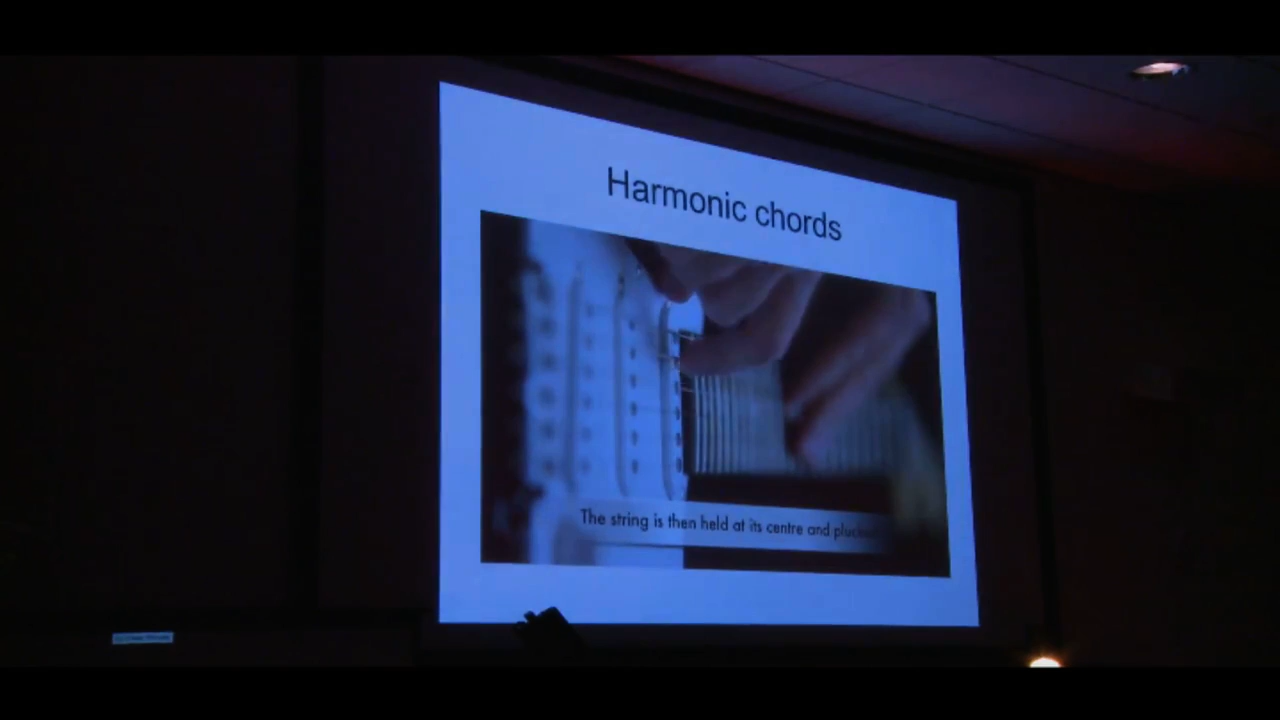 Harmonic chords
The string is then held at its centre and